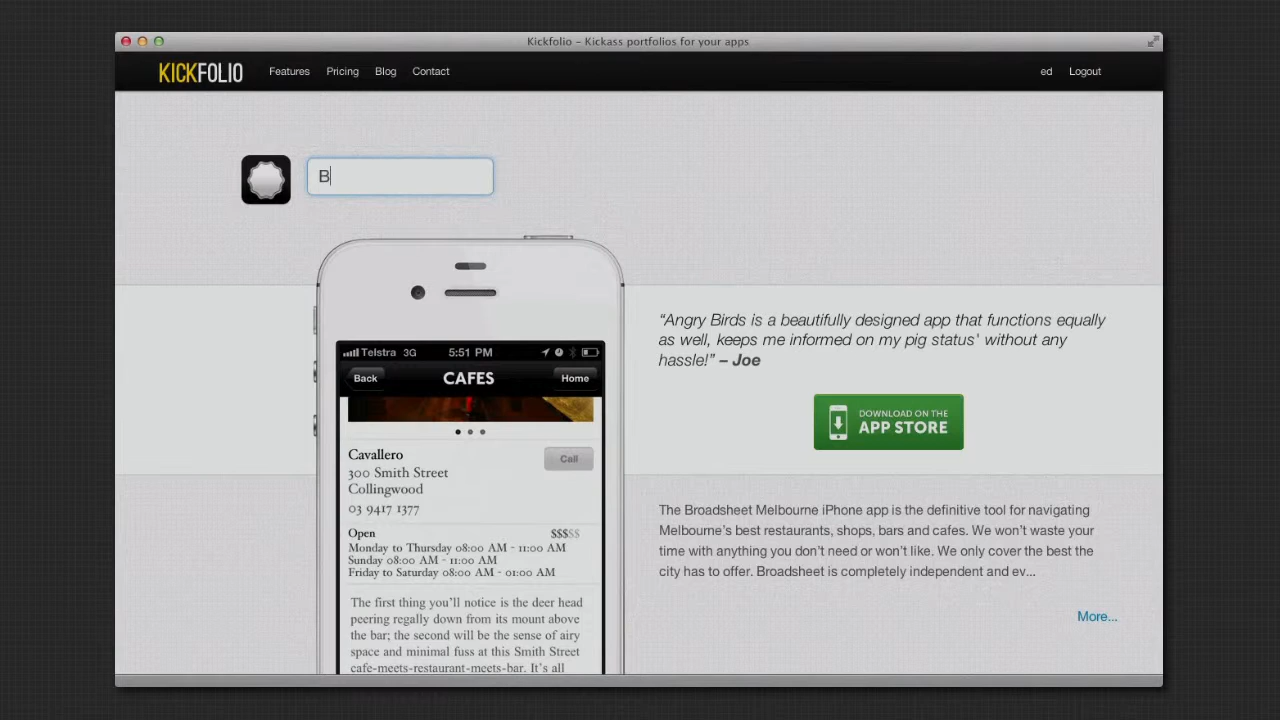 Kickfolio – Kickass portfolios for your apps
KICKFOLIO Features Pricing Blog Contact ed Logout
B
“Angry Birds is a beautifully designed app that functions equally
as well, keeps me informed on my pig status' without any
hassle!” – Joe
DOWNLOAD ON THE
APP STORE
Telstra 3G 5:51 PM
Back CAFES Home
Cavallero Call
300 Smith Street
Collingwood
03 9417 1377
Open $$$$$
Monday to Thursday 08:00 AM - 11:00 AM
Sunday 08:00 AM - 11:00 AM
Friday to Saturday 08:00 AM - 01:00 AM
The first thing you’ll notice is the deer head
peering regally down from its mount above
the bar; the second will be the sense of airy
space and minimal fuss at this Smith Street
cafe-meets-restaurant-meets-bar. It’s all
The Broadsheet Melbourne iPhone app is the definitive tool for navigating
Melbourne’s best restaurants, shops, bars and cafes. We won’t waste your
time with anything you don’t need or won’t like. We only cover the best the
city has to offer. Broadsheet is completely independent and ev...
More...